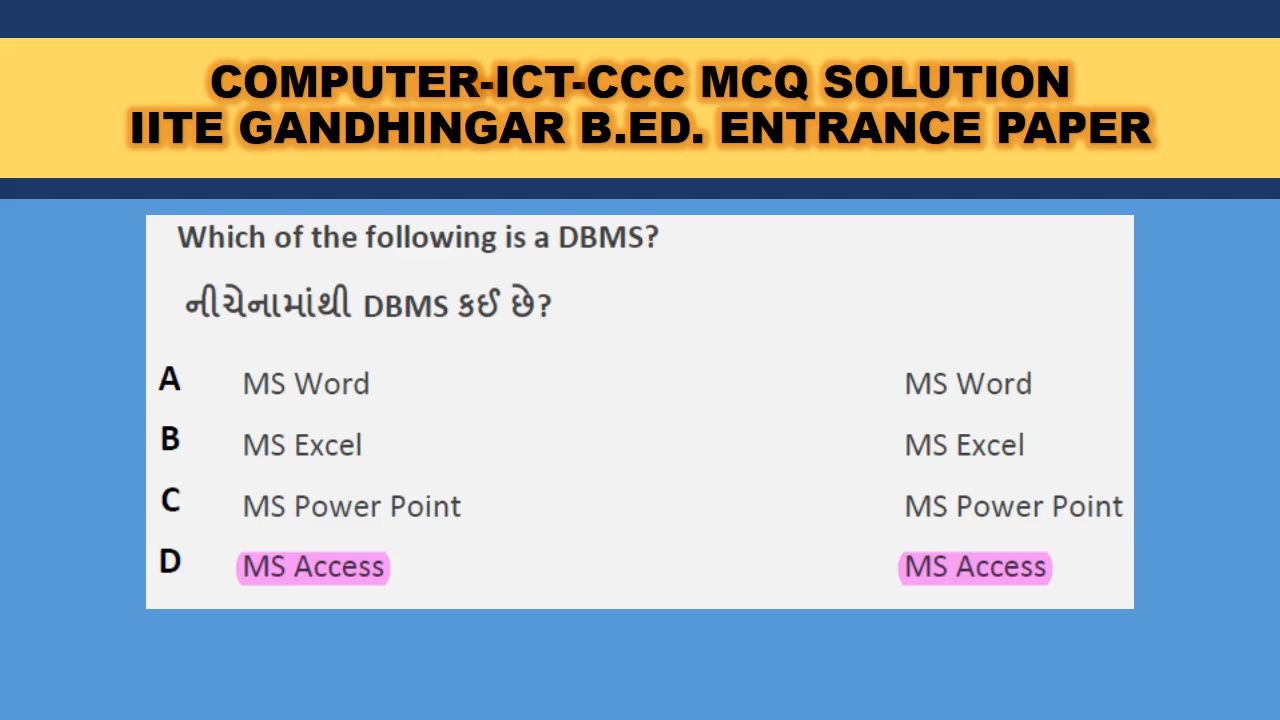 COMPUTER-ICT-CCC MCQ SOLUTION
IITE GANDHINGAR B.ED. ENTRANCE PAPER
Which of the following is a DBMS?
નીચેનામાંથી DBMS કઈ છે?
A MS Word MS Word
B MS Excel MS Excel
C MS Power Point MS Power Point
D MS Access MS Access